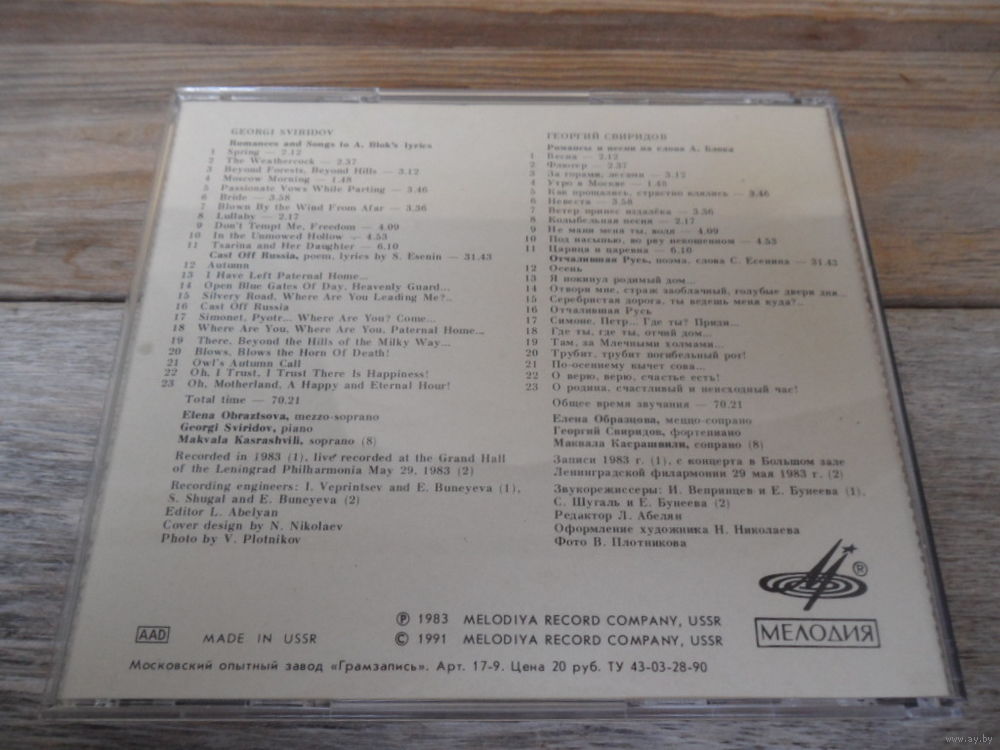 GEORGI SVIRIDOV
Romances and Songs to A. Blok's lyrics
1 Spring — 2.12
2 The Weathercock — 2.37
3 Beyond Forests, Beyond Hills — 3.12
4 Moscow Morning — 1.48
5 Passionate Vows While Parting — 3.46
6 Bride — 3.58
7 Blown By the Wind From Afar — 3.36
8 Lullaby — 2.17
9 Don't Tempt Me, Freedom — 4.09
10 In the Unmowed Hollow — 4.53
11 Tsarina and Her Daughter — 6.10
Cast Off Russia, poem, lyrics by S. Esenin — 31.43
12 Autumn
13 I Have Left Paternal Home...
14 Open Blue Gates Of Day, Heavenly Guard...
15 Silvery Road, Where Are You Leading Me?..
16 Cast Off Russia
17 Simonet, Pyotr... Where Are You? Come...
18 Where Are You, Where Are You, Paternal Home...
19 There, Beyond the Hills of the Milky Way...
20 Blows, Blows the Horn Of Death!
21 Owl's Autumn Call
22 Oh, I Trust, I Trust There Is Happiness!
23 Oh, Motherland, A Happy and Eternal Hour!
Total time — 70.21
Elena Obraztsova, mezzo-soprano
Georgi Sviridov, piano
Makvala Kasrashvili, soprano (8)
Recorded in 1983 (1), live recorded at the Grand Hall
of the Leningrad Philharmonia May 29, 1983 (2)
Recording engineers: I. Veprintsev and E. Buneyeva (1),
S. Shugal and E. Buneyeva (2)
Editor L. Abelyan
Cover design by N. Nikolaev
Photo by V. Plotnikov
ГЕОРГИЙ СВИРИДОВ
Романсы и песни на слова А. Блока
1 Весна — 2.12
2 Флюгер — 2.37
3 За горами, лесами — 3.12
4 Утро в Москве — 1.48
5 Как прощались, страстно клялись — 3.46
6 Невеста — 3.58
7 Ветер принес издалёка — 3.36
8 Колыбельная песня — 2.17
9 Не мани меня ты, воля — 4.09
10 Под насыпью, во рву некошенном — 4.53
11 Царица и царевна — 6.10
Отчалившая Русь, поэма, слова С. Есенина — 31.43
12 Осень
13 Я покинул родимый дом...
14 Отвори мне, страж заоблачный, голубые двери дня...
15 Серебристая дорога, ты ведешь меня куда?..
16 Отчалившая Русь
17 Симоне, Петр... Где ты? Приди...
18 Где ты, где ты, отчий дом...
19 Там, за Млечными холмами...
20 Трубит, трубит погибельный рог!
21 По-осеннему кычет сова...
22 О верю, верю, счастье есть!
23 О родина, счастливый и неисходный час!
Общее время звучания — 70.21
Елена Образцова, меццо-сопрано
Георгий Свиридов, фортепиано
Маквала Касрашвили, сопрано (8)
Записи 1983 г. (1), с концерта в Большом зале
Ленинградской филармонии 29 мая 1983 г. (2)
Звукорежиссеры: И. Вепринцев и Е. Бунеева (1),
С. Шугаль и Е. Бунеева (2)
Редактор Л. Абелян
Оформление художника Н. Николаева
Фото В. Плотникова
®
МЕЛОДИЯ
AAD MADE IN USSR
℗ 1983 MELODIYA RECORD COMPANY, USSR
© 1991 MELODIYA RECORD COMPANY, USSR
Московский опытный завод «Грамзапись». Арт. 17-9. Цена 20 руб. ТУ 43-03-28-90
www.ay.by